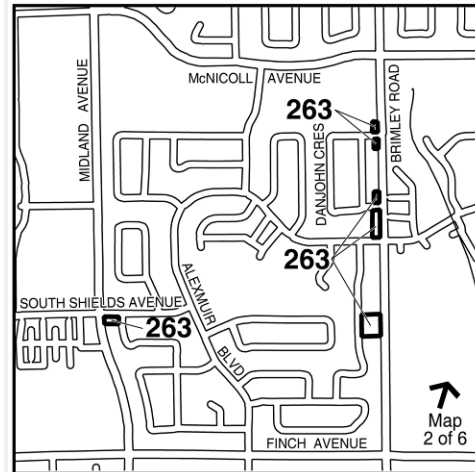 McNICOLL AVENUE
MIDLAND AVENUE
263
BRIMLEY ROAD
DANJOHN CRES
263
ALEXMUIR
BLVD
SOUTH SHIELDS AVENUE
263
Map
2 of 6
FINCH AVENUE